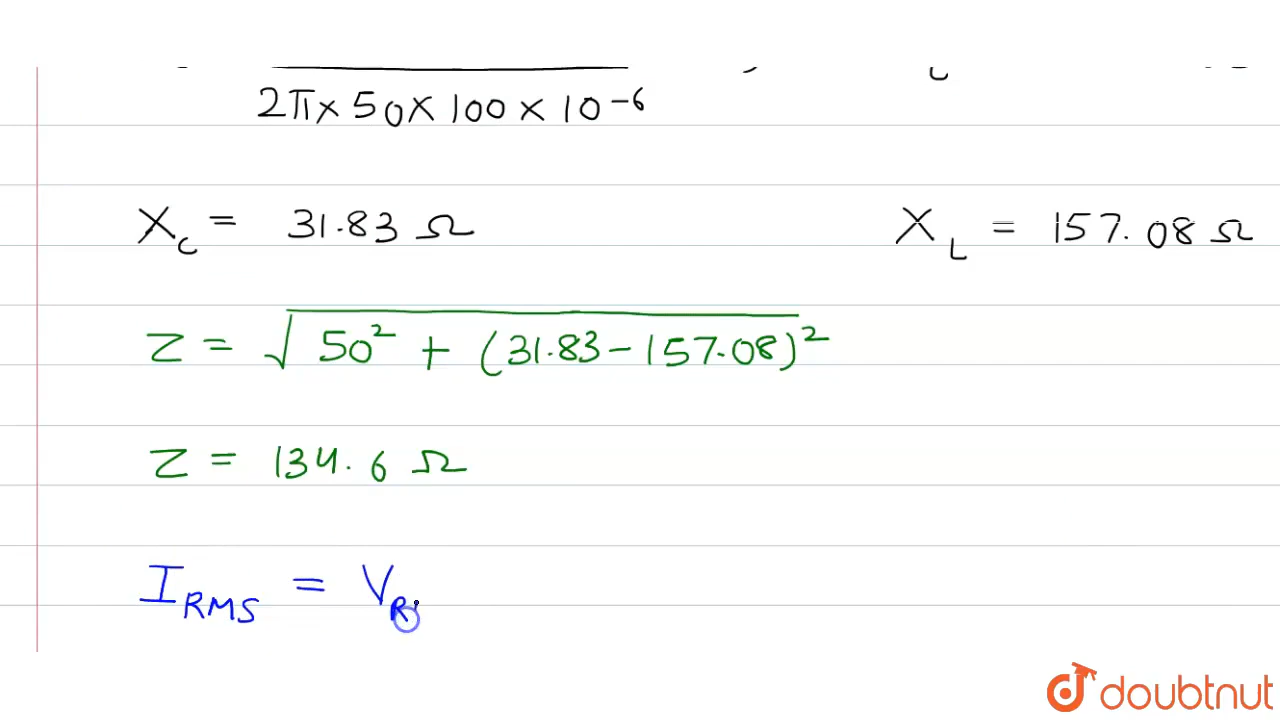 2π× 50× 100 × 10⁻⁶
X_C = 31.83 Ω
X_L = 157.08 Ω
Z = √(50² + (31.83 – 157.08)²)
Z = 134.6 Ω
I_RMS = V_R
doubtnut